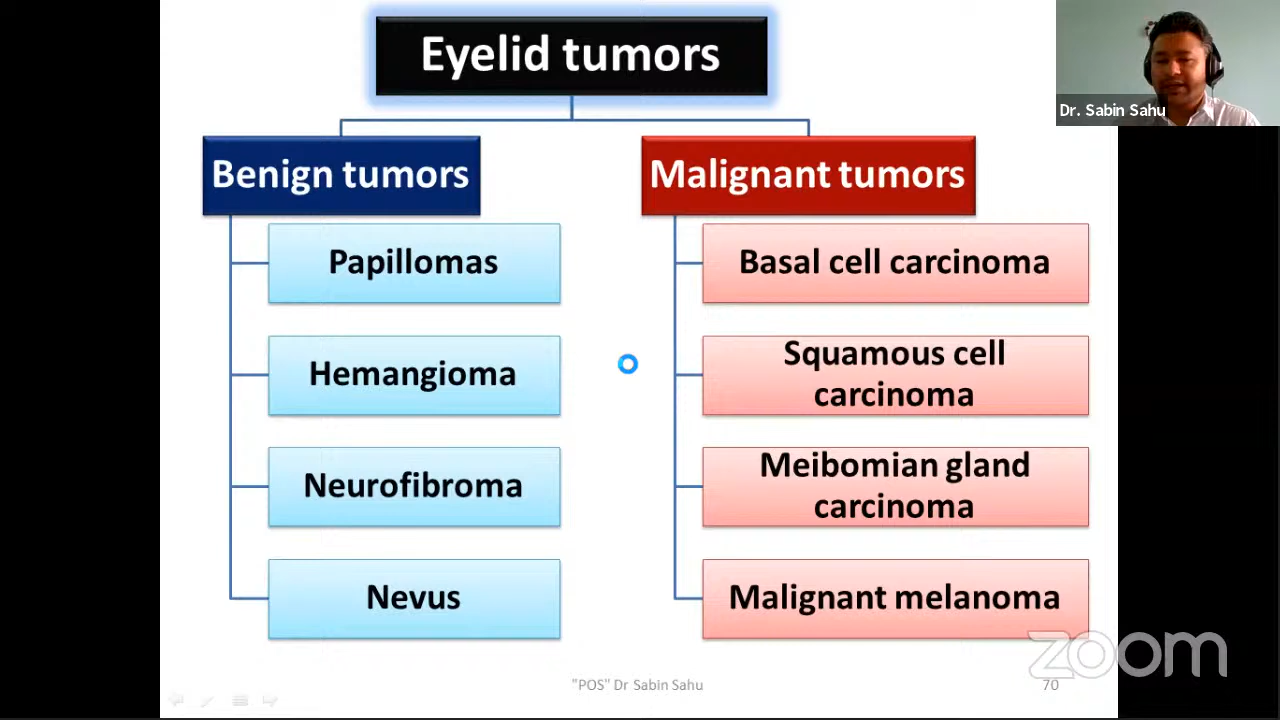 Eyelid tumors
Dr. Sabin Sahu
Benign tumors
Malignant tumors
Papillomas
Basal cell carcinoma
Hemangioma
Squamous cell
carcinoma
Neurofibroma
Meibomian gland
carcinoma
Nevus
Malignant melanoma
zoom
"POS" Dr Sabin Sahu
70